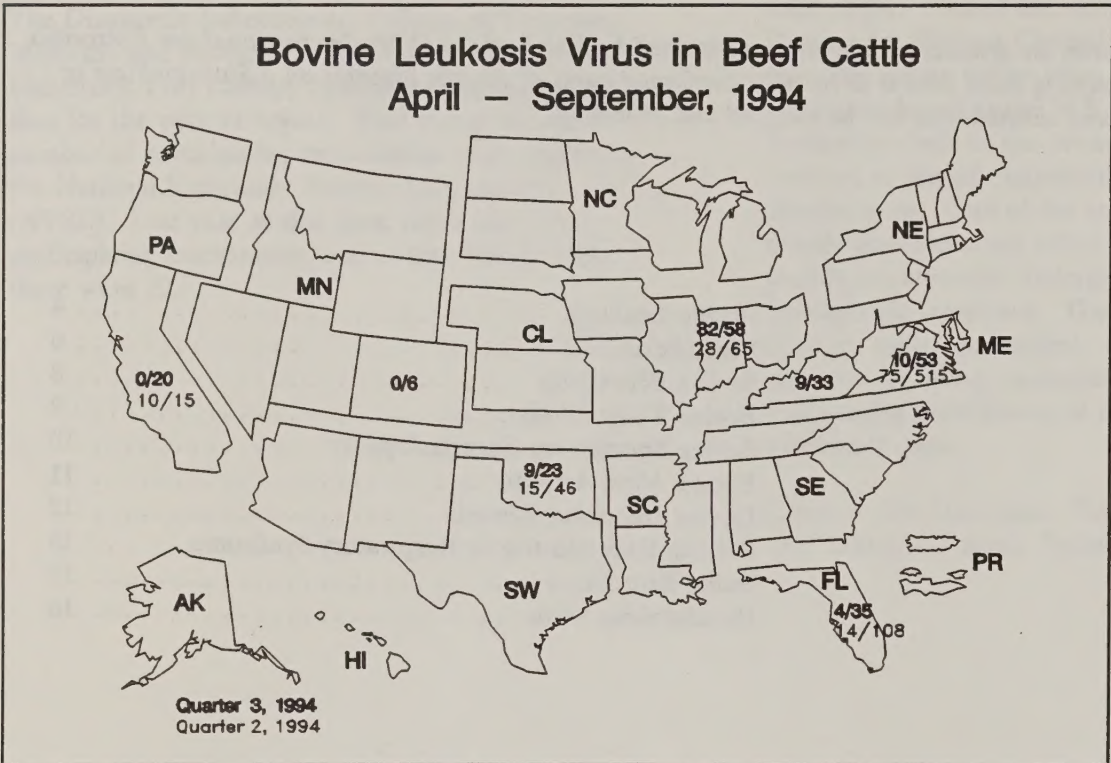 Bovine Leukosis Virus in Beef Cattle
April – September, 1994
NC
NE
PA
MN
CL
32/58
28/65
ME
10/53
75/515
0/20
10/15
0/6
9/33
9/23
15/46
SC
SE
PR
SW
FL
4/35
14/108
AK
HI
Quarter 3, 1994
Quarter 2, 1994